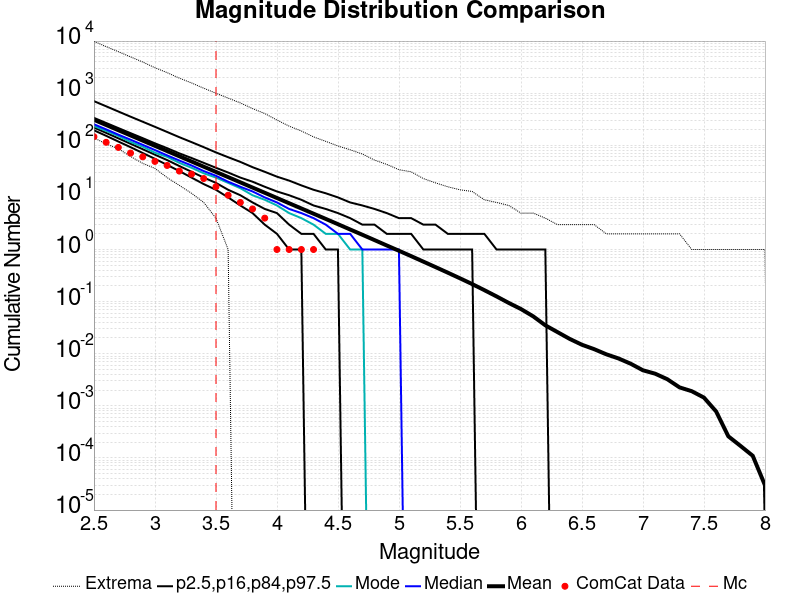 Magnitude Distribution Comparison
10^4
10^3
10^2
10^1
10^0
10^-1
10^-2
10^-3
10^-4
10^-5
Cumulative Number
2.5 3 3.5 4 4.5 5 5.5 6 6.5 7 7.5 8
Magnitude
Extrema p2.5,p16,p84,p97.5 Mode Median Mean ComCat Data Mc